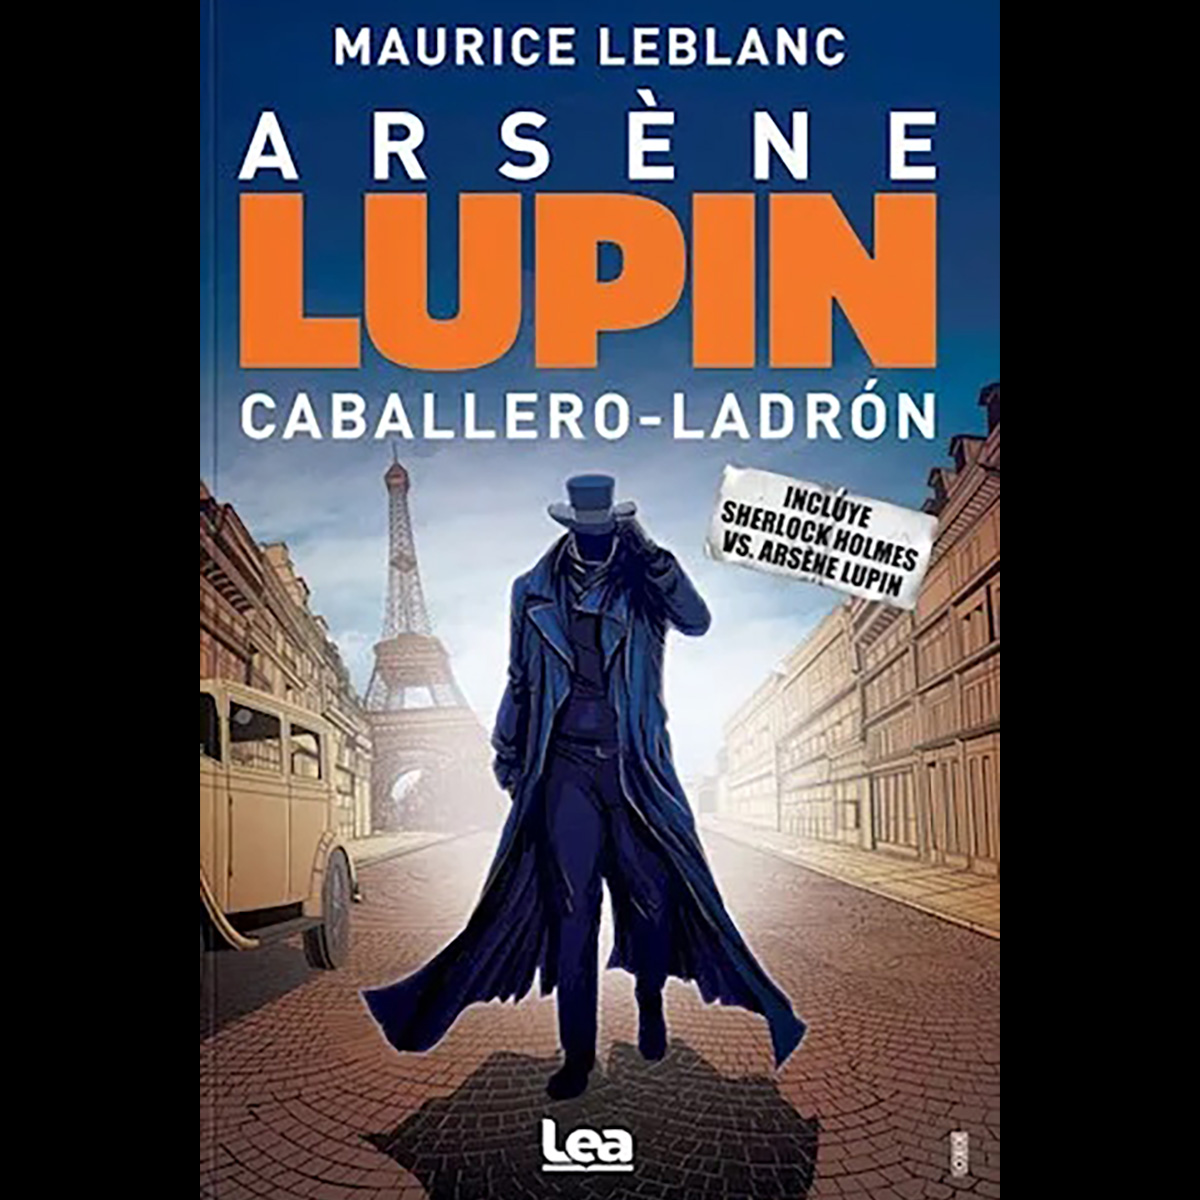 MAURICE LEBLANC
ARSÈNE
LUPIN
CABALLERO-LADRÓN
INCLÚYE
SHERLOCK HOLMES
VS. ARSÈNE LUPIN
Lea